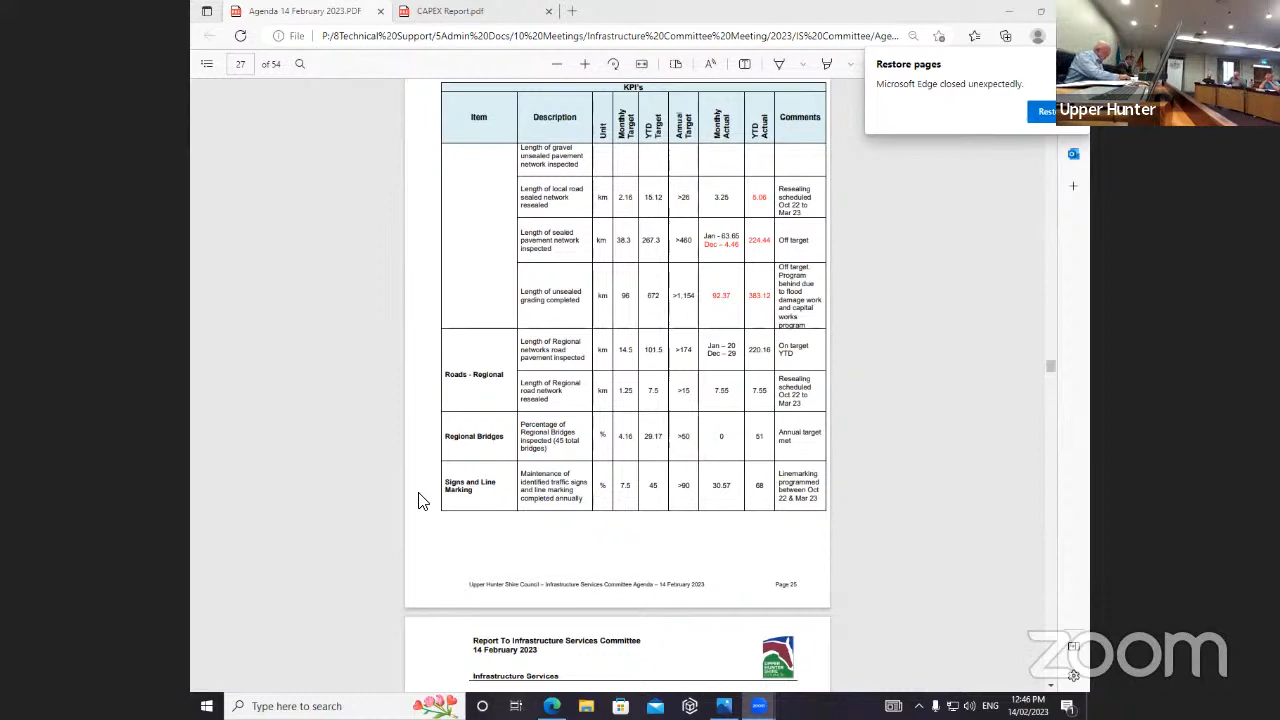 Agenda 14 February 2023.PDF
CAPEX Report.pdf
File
P:/8Technical%20Support/5Admin%20Docs/10%20Meetings/Infrastructure%20Committee%20Meeting/2023/IS%20Committee/Age...
27 of 54
Restore pages
Microsoft Edge closed unexpectedly.
Upper Hunter
KPI's
Item Description Unit Monthly Target YTD Target Annual Target Monthly Actual YTD Actual Comments
Length of gravel
unsealed pavement
network inspected
Length of local road
sealed network
resealed
km 2.16 15.12 >26 3.25 5.06
Resealing
scheduled
Oct 22 to
Mar 23
Length of sealed
pavement network
inspected
km 38.3 267.3 >460
Jan - 63.65
Dec – 4.46
224.44 Off target
Length of unsealed
grading completed
km 96 672 >1,154 92.37 383.12
Off target.
Program
behind due
to flood
damage work
and capital
works
program
Roads - Regional
Length of Regional
networks road
pavement inspected
km 14.5 101.5 >174
Jan – 20
Dec – 29
220.16
On target
YTD
Length of Regional
road network
resealed
km 1.25 7.5 >15 7.55 7.55
Resealing
scheduled
Oct 22 to
Mar 23
Regional Bridges
Percentage of
Regional Bridges
inspected (45 total
bridges)
% 4.16 29.17 >50 0 51
Annual target
met
Signs and Line
Marking
Maintenance of
identified traffic signs
and line marking
completed annually
% 7.5 45 >90 30.57 68
Linemarking
programmed
between Oct
22 & Mar 23
Upper Hunter Shire Council – Infrastructure Services Committee Agenda – 14 February 2023 Page 25
Report To Infrastructure Services Committee
14 February 2023
UPPER
HUNTER
SHIRE
Infrastructure Services
zoom
Type here to search
ENG
12:46 PM
14/02/2023